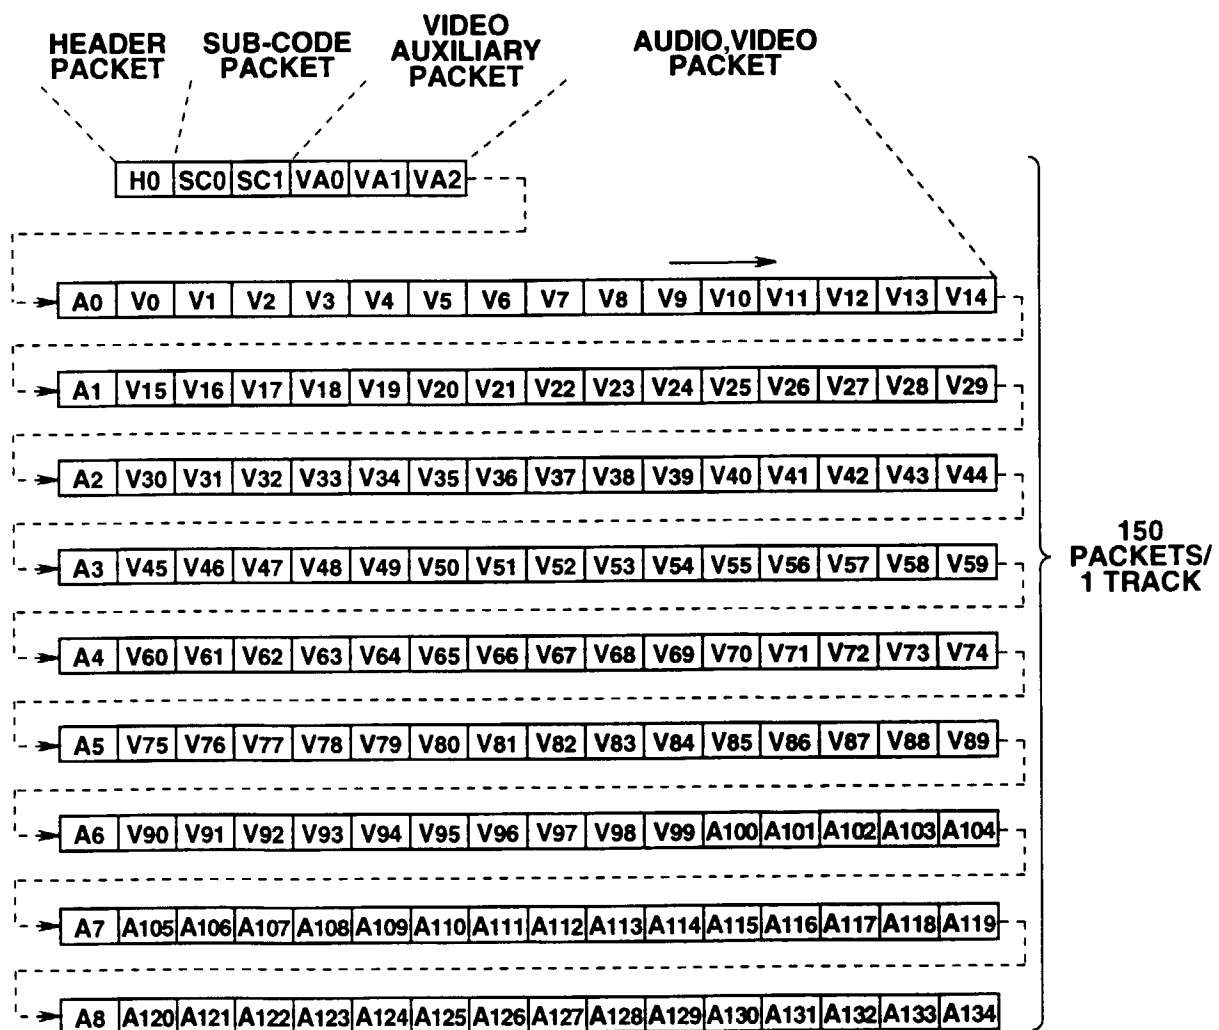 HEADER PACKET
SUB-CODE PACKET
VIDEO AUXILIARY PACKET
AUDIO,VIDEO PACKET
H0 SC0 SC1 VA0 VA1 VA2
A0 V0 V1 V2 V3 V4 V5 V6 V7 V8 V9 V10 V11 V12 V13 V14
A1 V15 V16 V17 V18 V19 V20 V21 V22 V23 V24 V25 V26 V27 V28 V29
A2 V30 V31 V32 V33 V34 V35 V36 V37 V38 V39 V40 V41 V42 V43 V44
A3 V45 V46 V47 V48 V49 V50 V51 V52 V53 V54 V55 V56 V57 V58 V59
A4 V60 V61 V62 V63 V64 V65 V66 V67 V68 V69 V70 V71 V72 V73 V74
A5 V75 V76 V77 V78 V79 V80 V81 V82 V83 V84 V85 V86 V87 V88 V89
A6 V90 V91 V92 V93 V94 V95 V96 V97 V98 V99 A100 A101 A102 A103 A104
A7 A105 A106 A107 A108 A109 A110 A111 A112 A113 A114 A115 A116 A117 A118 A119
A8 A120 A121 A122 A123 A124 A125 A126 A127 A128 A129 A130 A131 A132 A133 A134
150
PACKETS/
1 TRACK